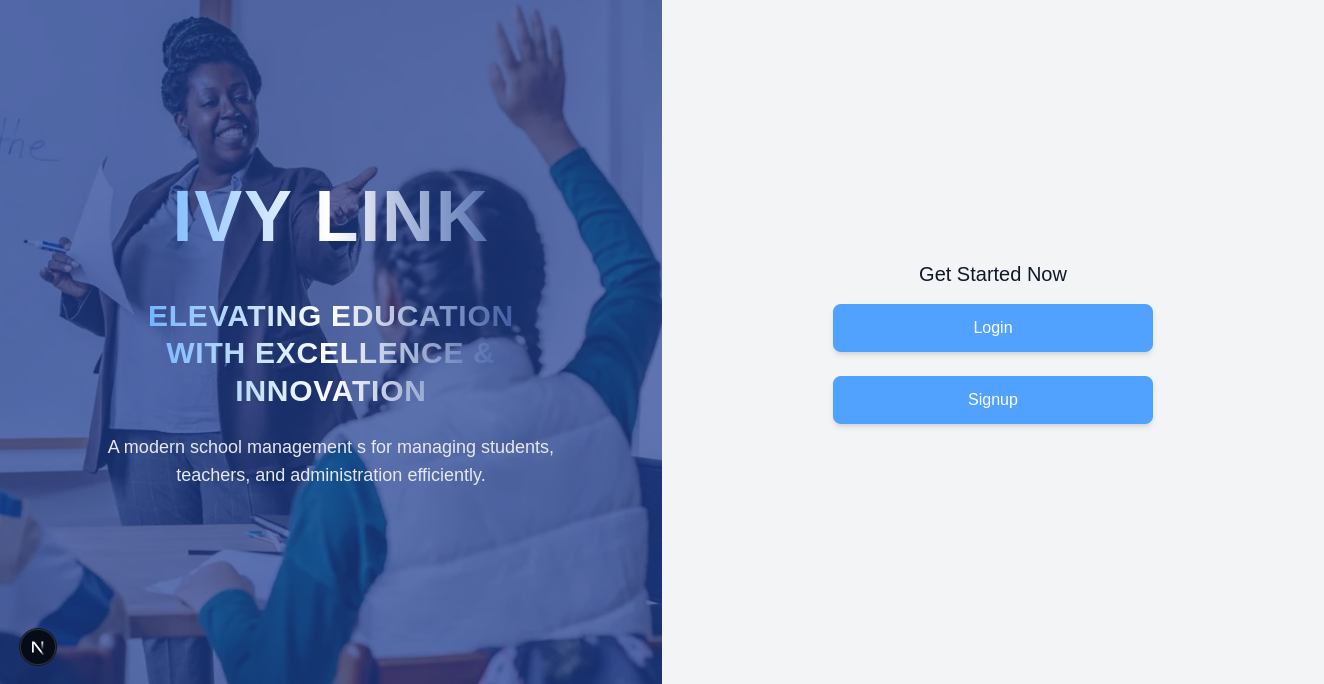 the
IVY LINK
ELEVATING EDUCATION
WITH EXCELLENCE &
INNOVATION
A modern school management s for managing students,
teachers, and administration efficiently.
Get Started Now
Login
Signup
N